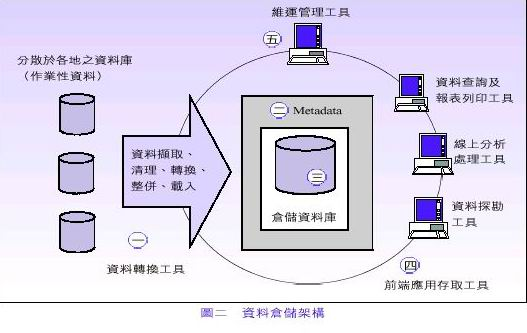 維運管理工具
五
分散於各地之資料庫
（作業性資料）
資料查詢及
報表列印工具
二 Metadata
線上分析
處理工具
資料擷取、
清理、轉換、
整併、載入
三
倉儲資料庫
資料探勘
工具
一
資料轉換工具
四
前端應用存取工具
圖二 資料倉儲架構